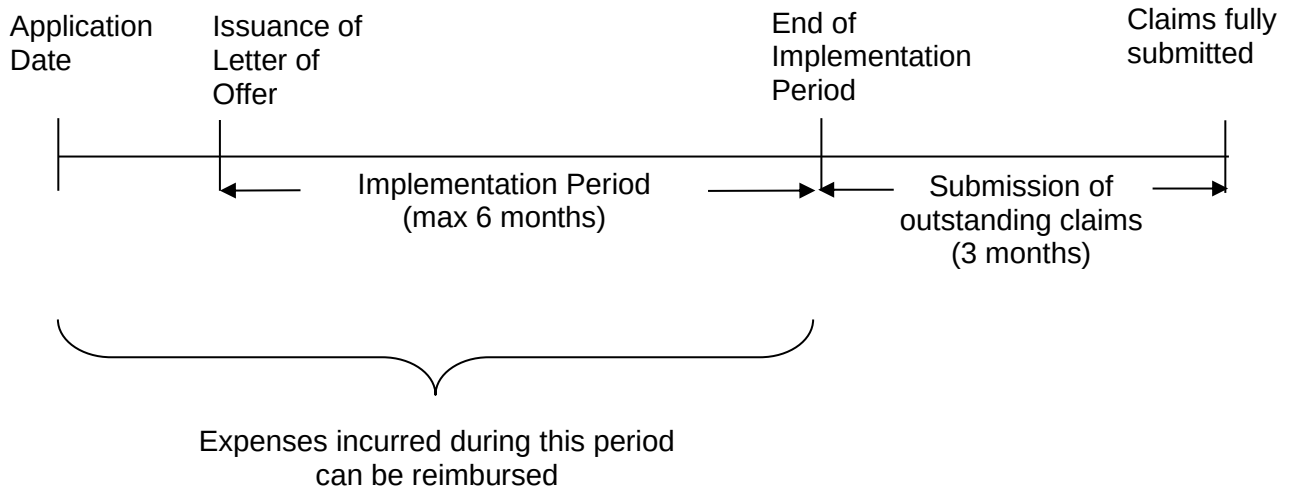 Application
Date
Issuance of
Letter of
Offer
End of
Implementation
Period
Claims fully
submitted
Implementation Period
(max 6 months)
Submission of
outstanding claims
(3 months)
Expenses incurred during this period
can be reimbursed